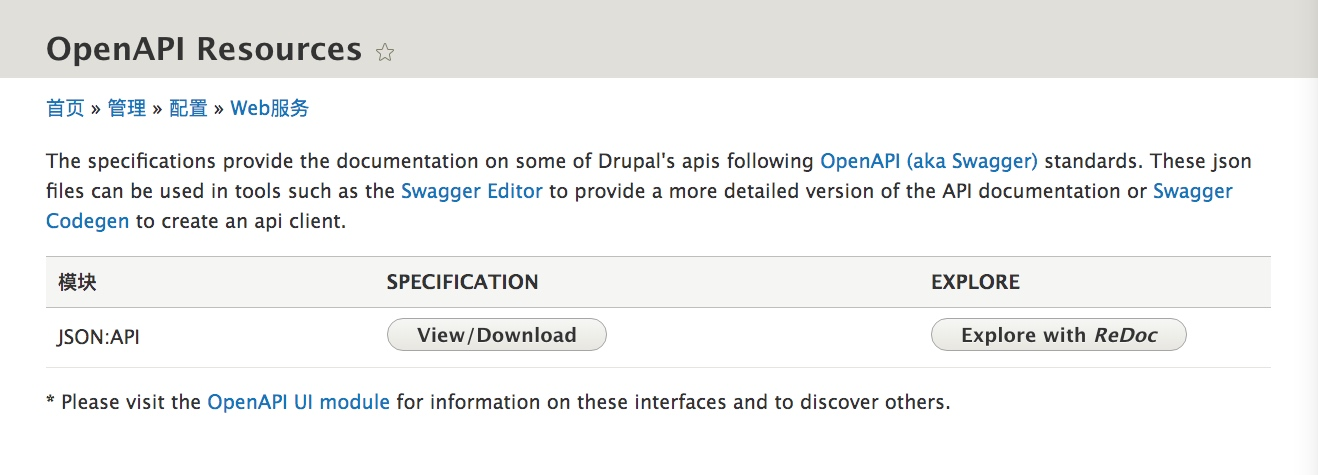 OpenAPI Resources
首页 » 管理 » 配置 » Web服务
The specifications provide the documentation on some of Drupal's apis following OpenAPI (aka Swagger) standards. These json
files can be used in tools such as the Swagger Editor to provide a more detailed version of the API documentation or Swagger
Codegen to create an api client.
模块 SPECIFICATION EXPLORE
JSON:API View/Download Explore with ReDoc
* Please visit the OpenAPI UI module for information on these interfaces and to discover others.